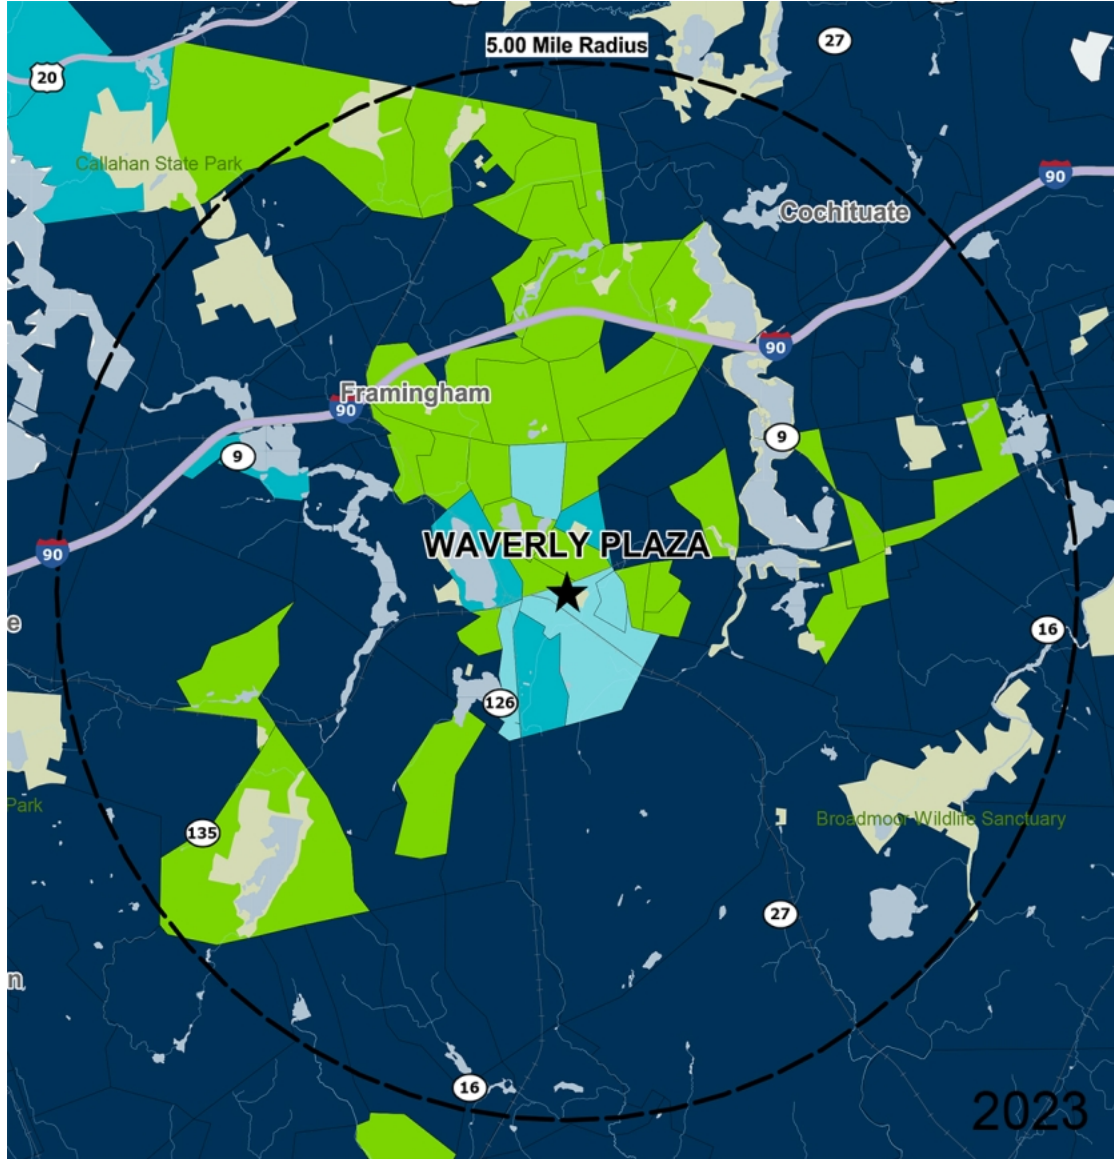 5.00 Mile Radius
27
20
Callahan State Park
90
Cochituate
Framingham
90
90
9
9
WAVERLY PLAZA
90
e
16
126
Park
135
Broadmoor Wildlife Sanctuary
27
n
16
2023